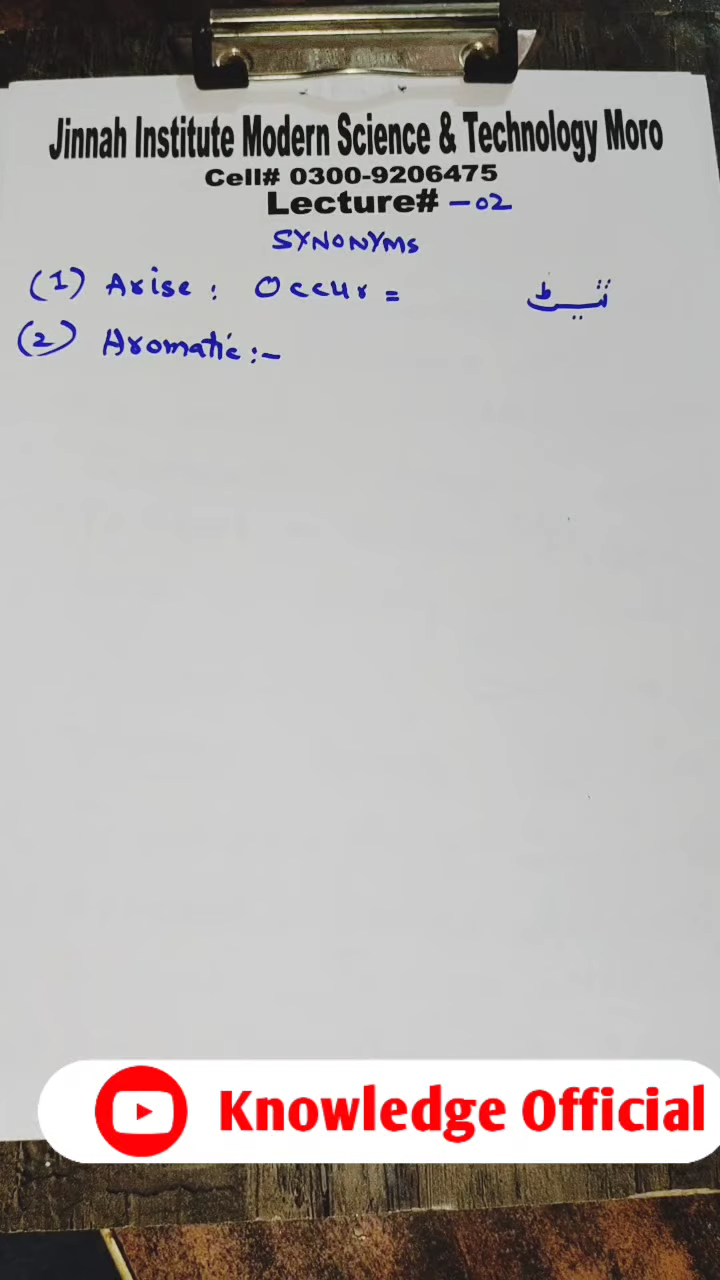 Jinnah Institute Modern Science & Technology Moro
Cell# 0300-9206475
Lecture# -02
SYNONYMS
(1) Arise : Occur =
(2) Aromatic :-
Knowledge Official